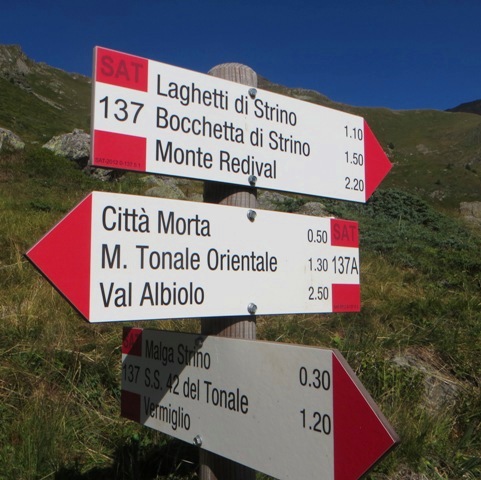 SAT
137
Laghetti di Strino 1.10
Bocchetta di Strino 1.50
Monte Redival 2.20
Città Morta 0.50 SAT
M. Tonale Orientale 1.30 137A
Val Albiolo 2.50
SAT Malga Strino 0.30
137 S.S. 42 del Tonale
Vermiglio 1.20